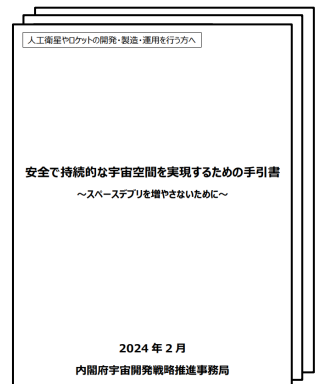 人工衛星やロケットの開発・製造・運用を行う方へ
安全で持続的な宇宙空間を実現するための手引書
～スペースデブリを増やさないために～
2024 年 2 月
内閣府宇宙開発戦略推進事務局